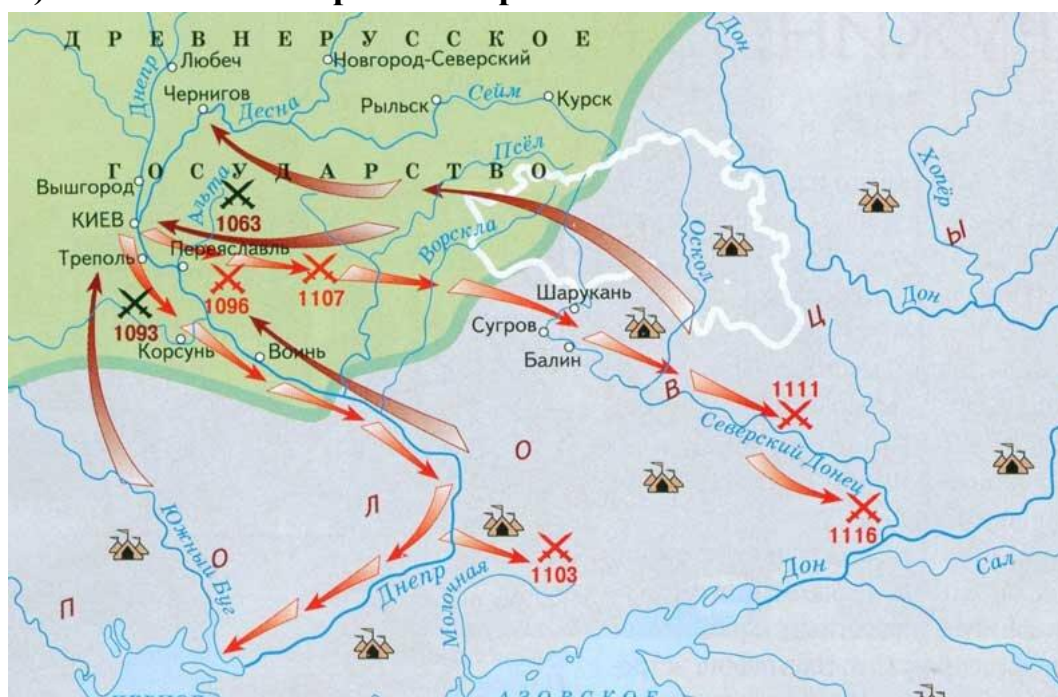 ДРЕВНЕРУССКОЕ
Любеч
Новгород-Северский
Дон
Днепр
Чернигов
Десна
Рыльск
Сейм
Курск
Хопёр
Псёл
ГОСУДАРСТВО
Вышгород
Альта
1063
КИЕВ
Ворскла
Оскол
Треполь
Переяславль
1096
1107
1093
Корсунь
Воинь
Шарукань
Сугров
Балин
Дон
ПОЛОВЦЫ
1111
Северский Донец
1116
Южный Буг
Днепр
Молочная
1103
Дон
Сал
АЗОВСКОЕ